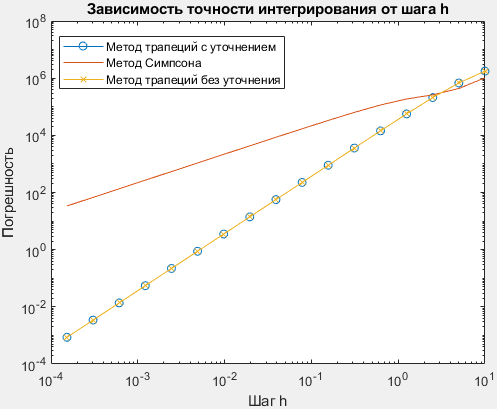 Зависимость точности интегрирования от шага h
10^8
Метод трапеций с уточнением
Метод Симпсона
Метод трапеций без уточнения
10^6
10^4
10^2
10^0
10^-2
10^-4
Погрешность
10^-4 10^-3 10^-2 10^-1 10^0 10^1
Шаг h